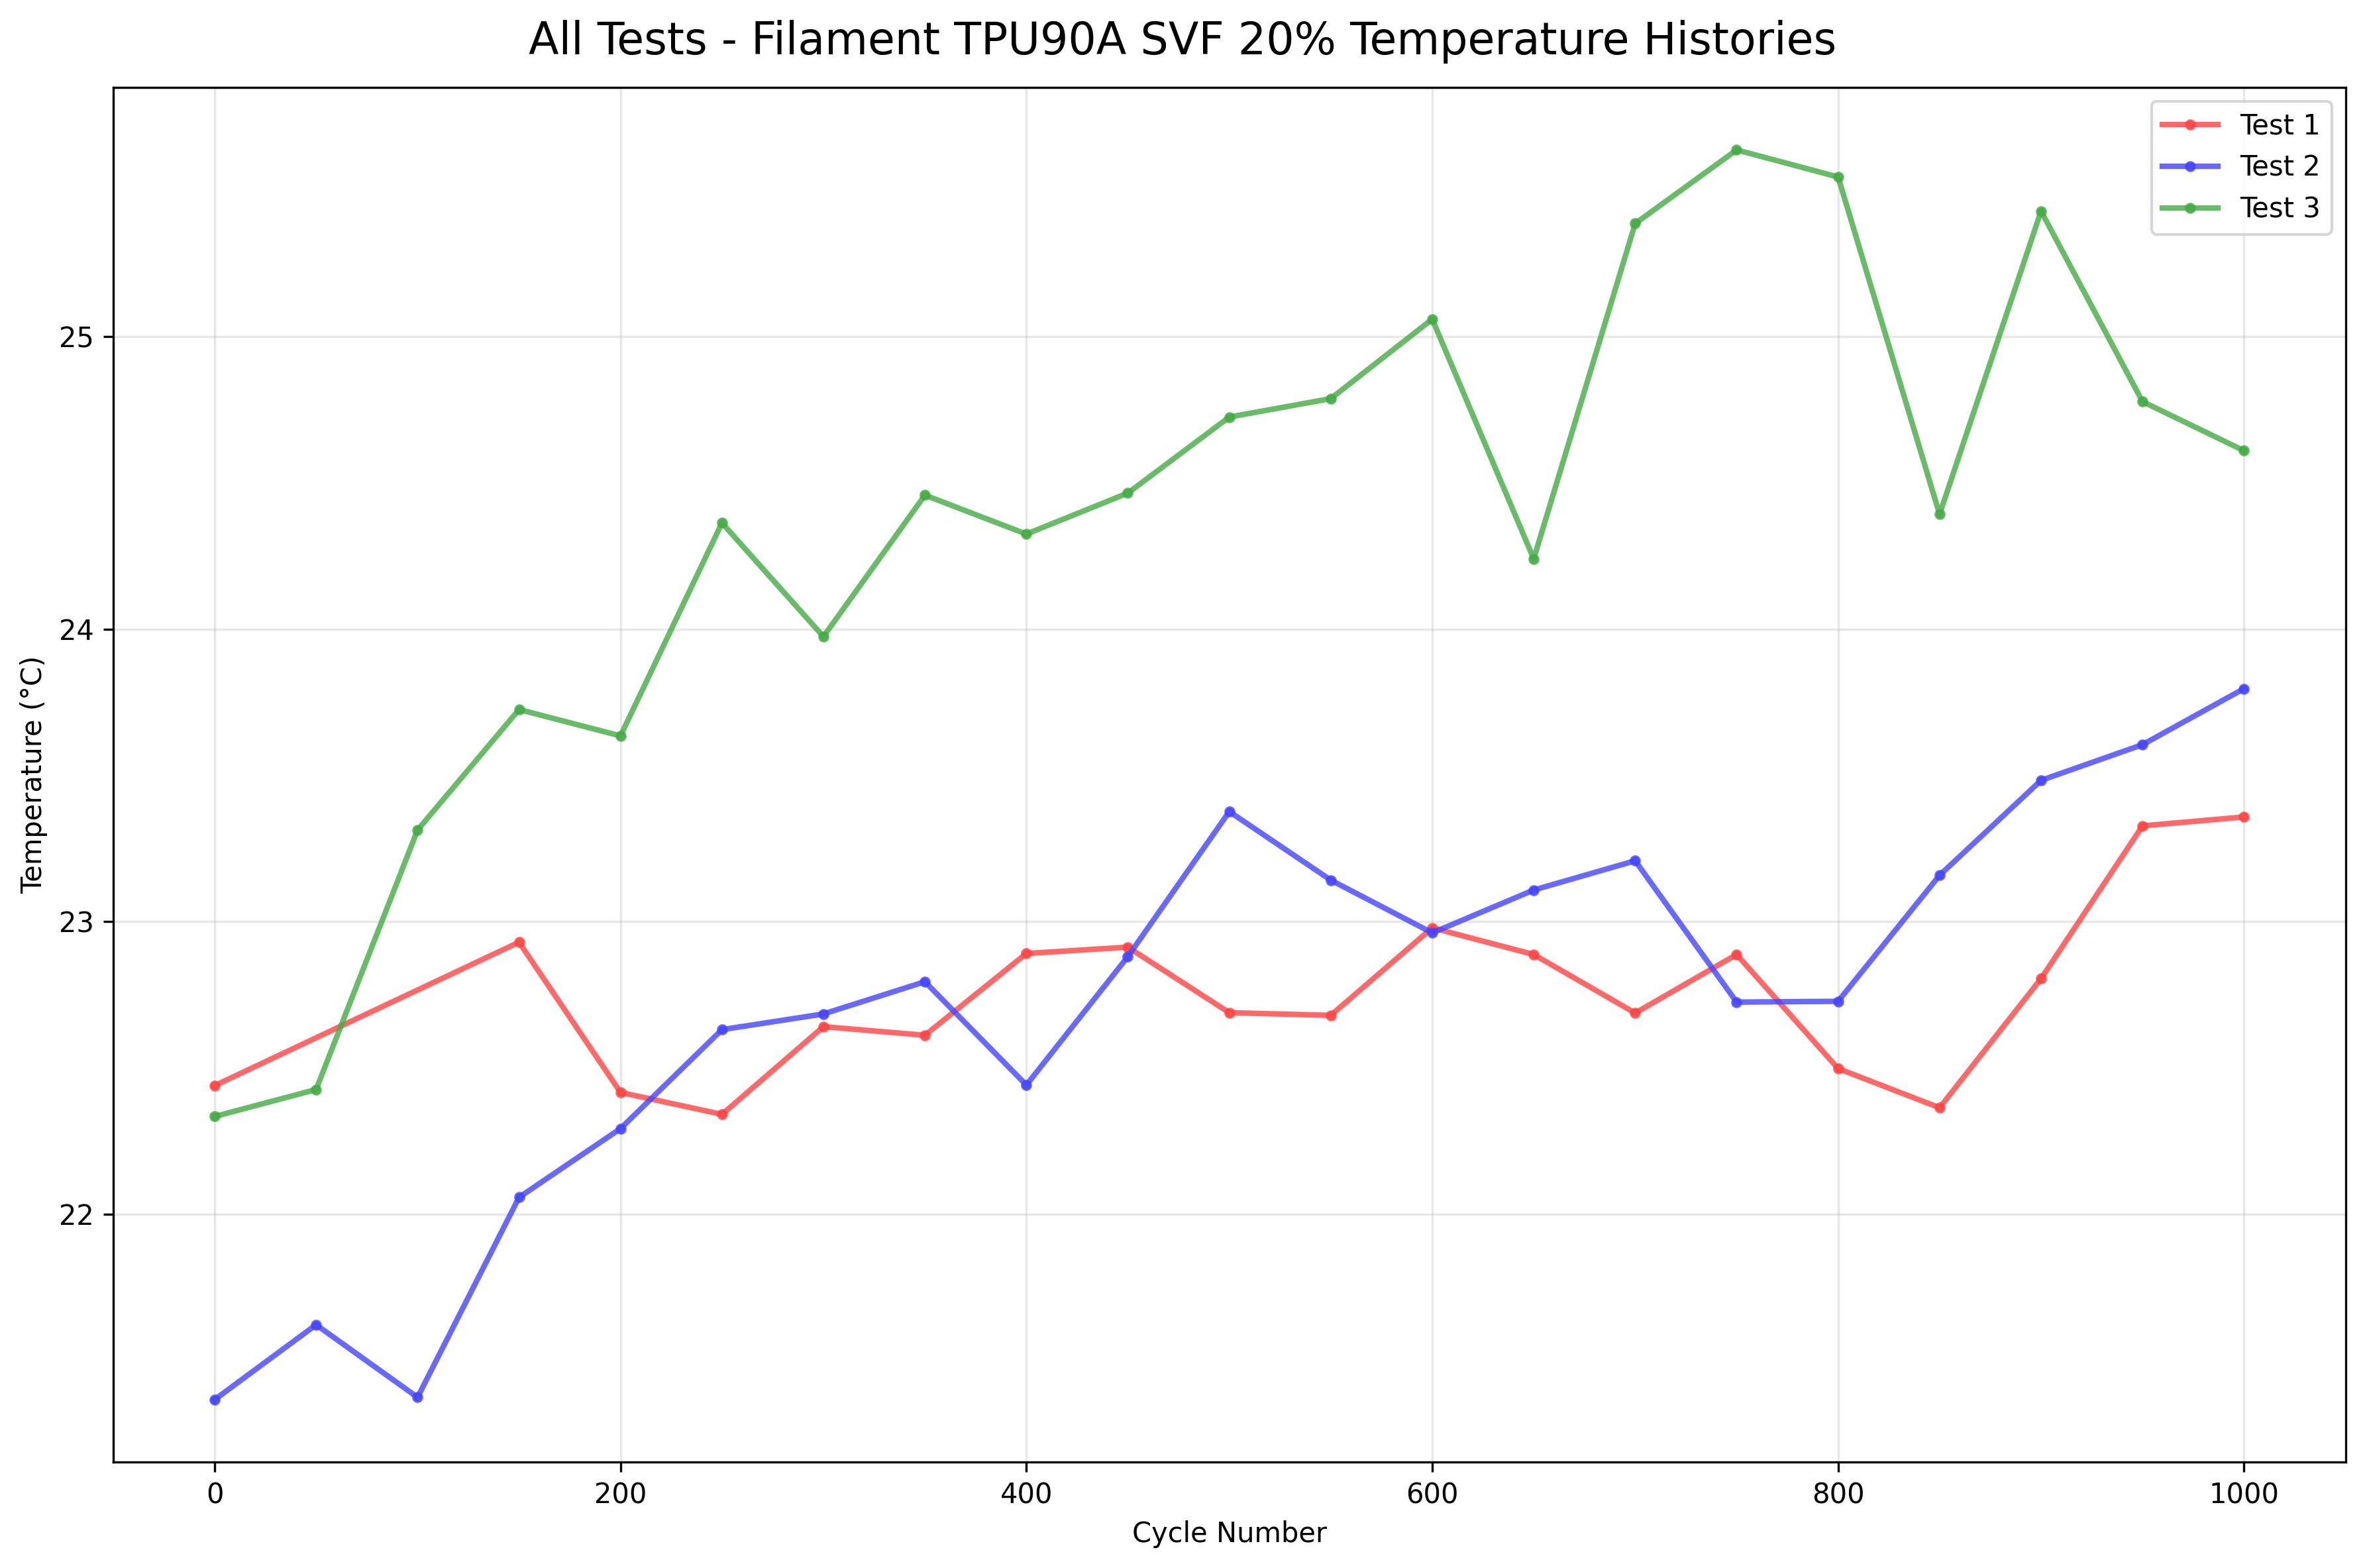 All Tests - Filament TPU90A SVF 20% Temperature Histories
Test 1
Test 2
Test 3
25
24
23
22
Temperature (°C)
0 200 400 600 800 1000
Cycle Number